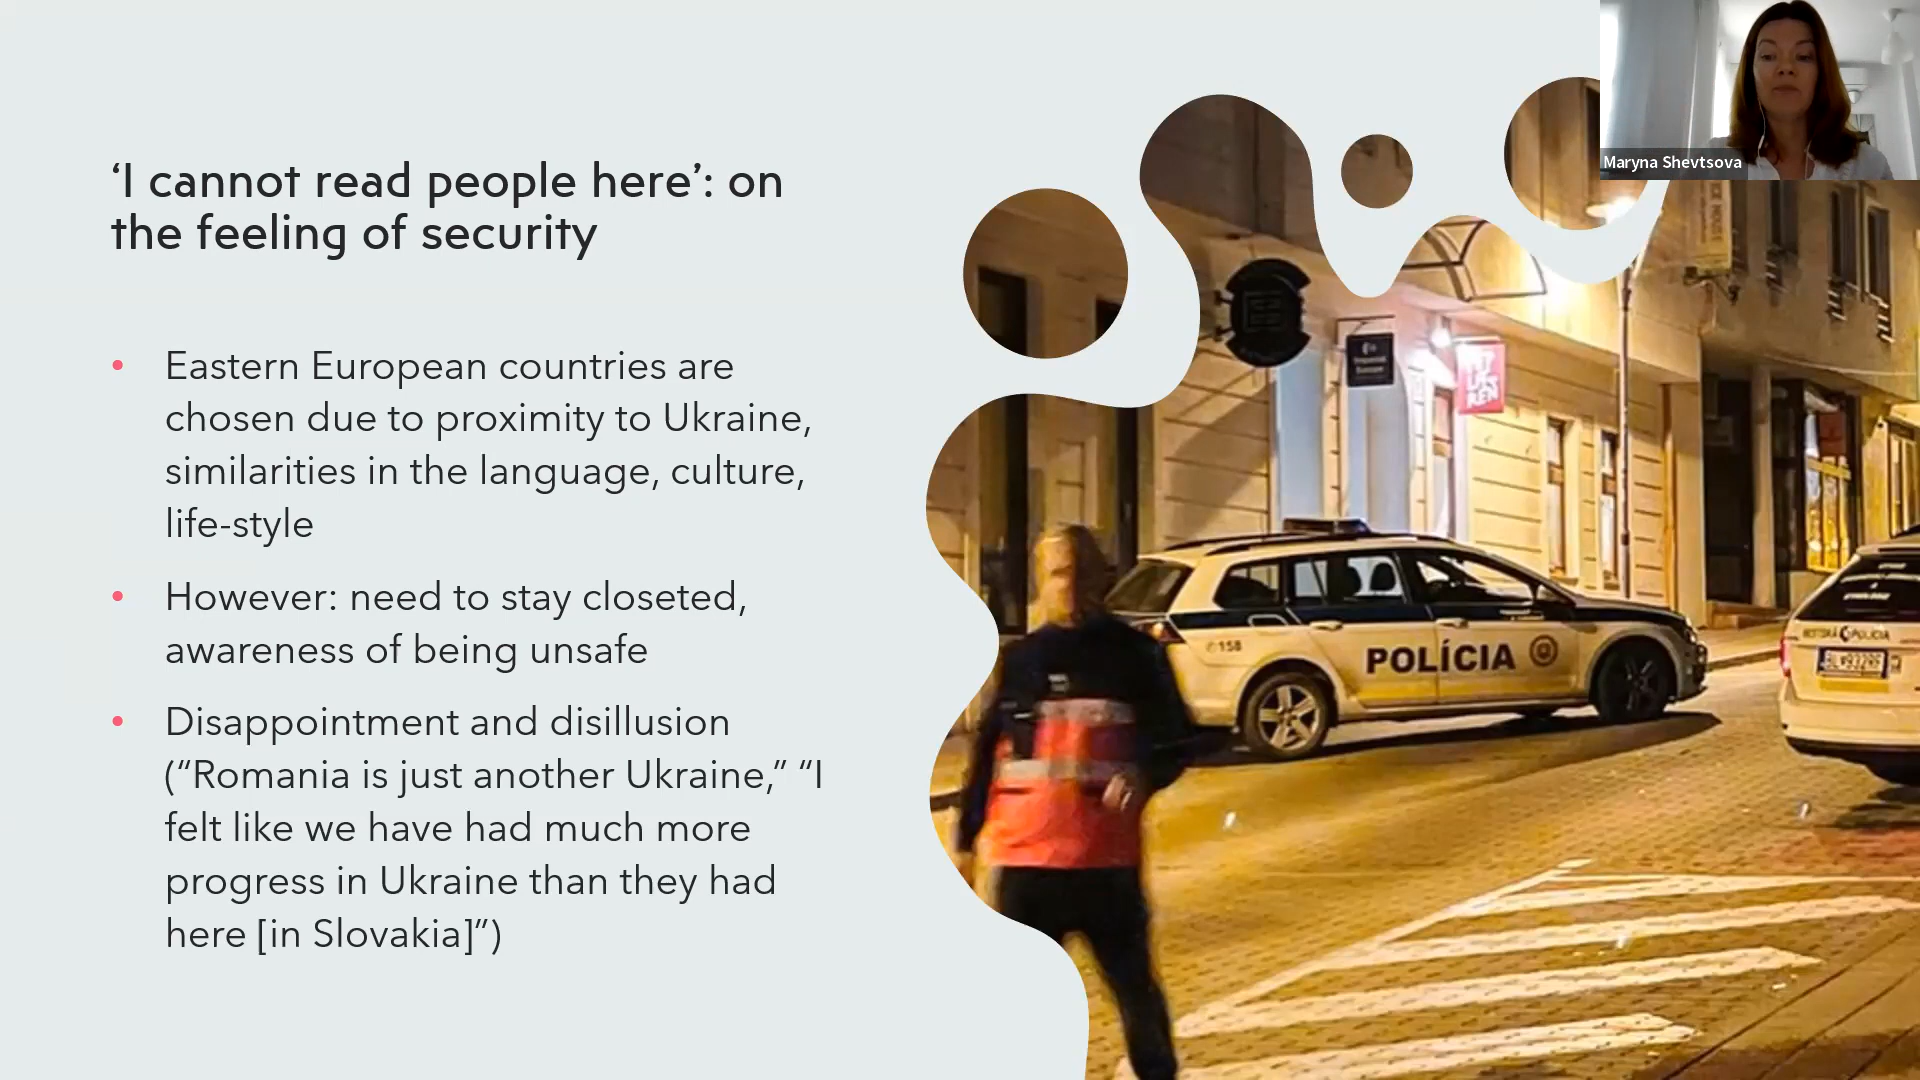 ‘I cannot read people here’: on
the feeling of security
• Eastern European countries are
chosen due to proximity to Ukraine,
similarities in the language, culture,
life-style
• However: need to stay closeted,
awareness of being unsafe
• Disappointment and disillusion
(“Romania is just another Ukraine,” “I
felt like we have had much more
progress in Ukraine than they had
here [in Slovakia]”)
Maryna Shevtsova
158
POLÍCIA